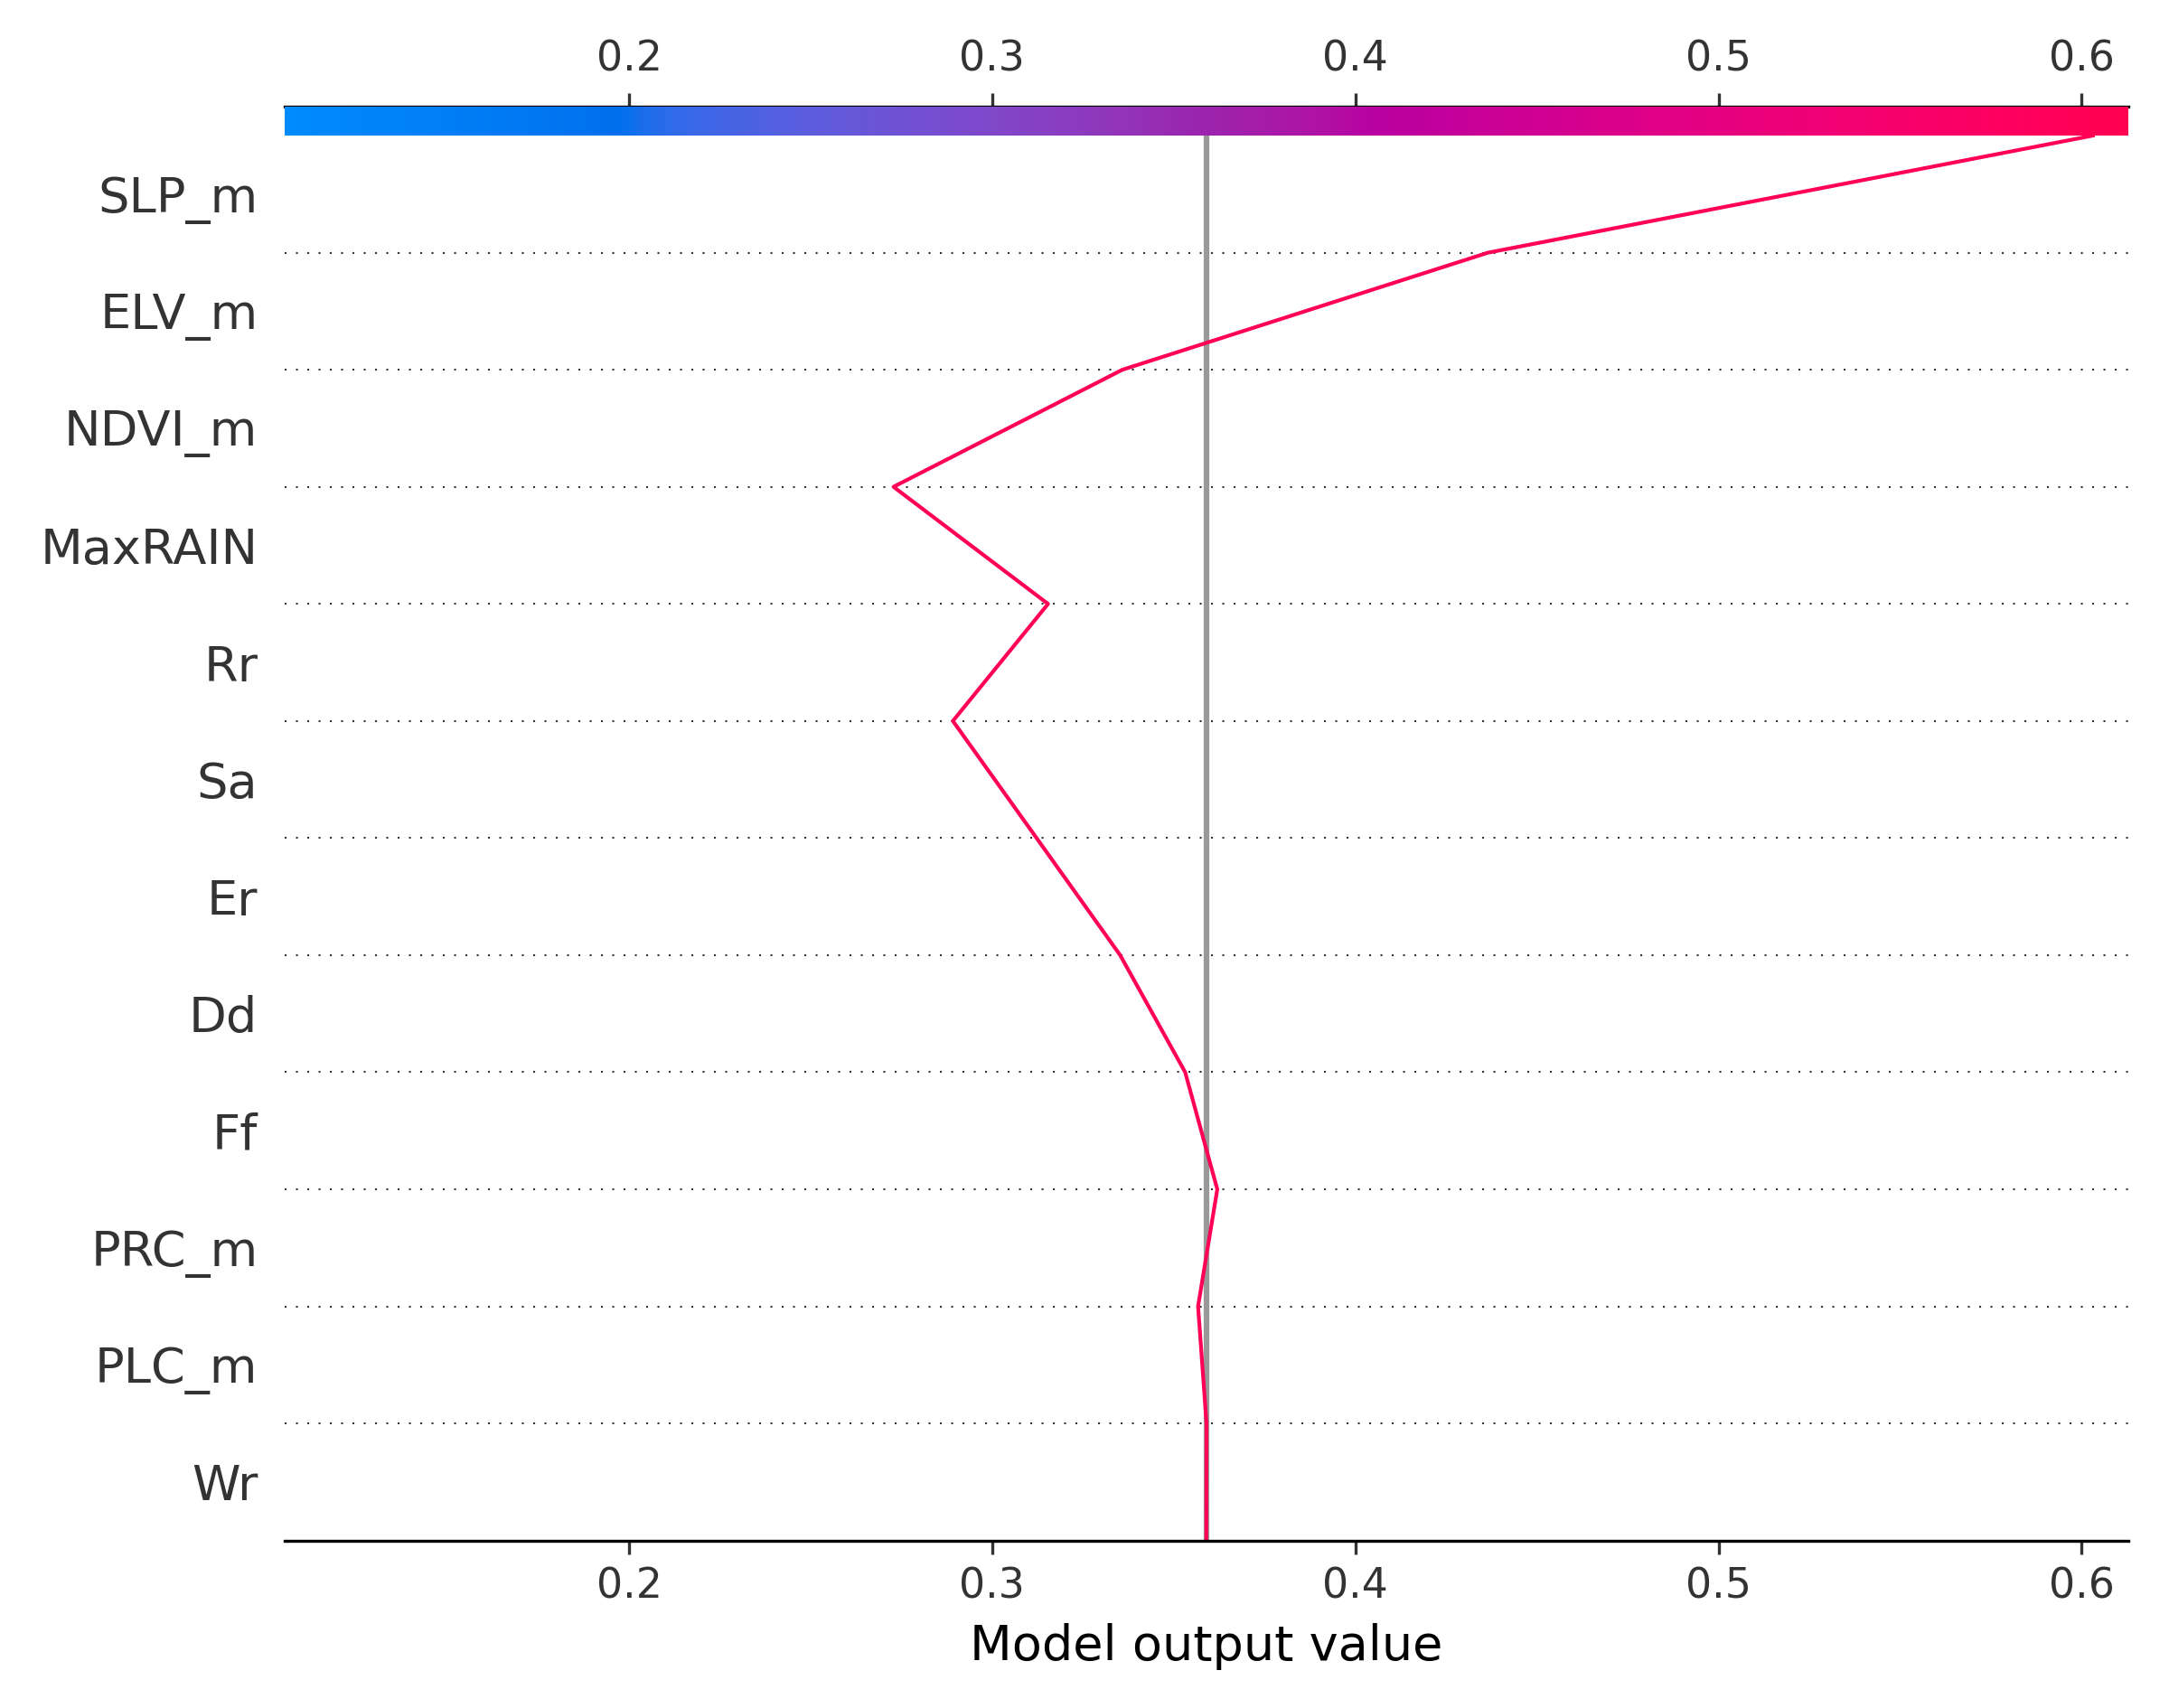 0.2 0.3 0.4 0.5 0.6
SLP_m
ELV_m
NDVI_m
MaxRAIN
Rr
Sa
Er
Dd
Ff
PRC_m
PLC_m
Wr
0.2 0.3 0.4 0.5 0.6
Model output value